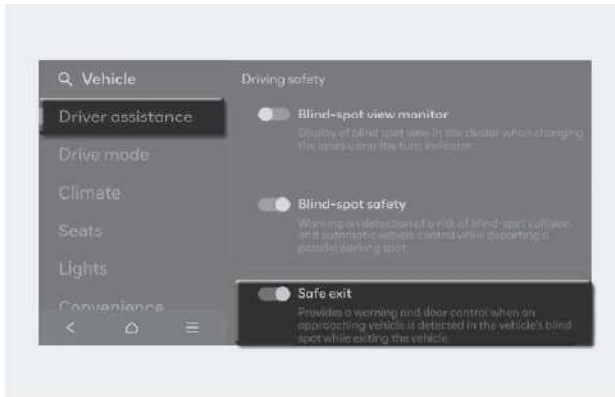 Vehicle
Driver assistance
Drive mode
Climate
Seats
Lights
Convenience
Driving safety
Blind-spot view monitor
Display of blind spot view in the cluster when changing
the lanes using the turn indicator.
Blind-spot safety
Warning on detection of a risk of blind-spot collision,
and automatic vehicle control while departing a
parallel parking spot.
Safe exit
Provides a warning and door control when an
approaching vehicle is detected in the vehicle's blind
spot while exiting the vehicle.